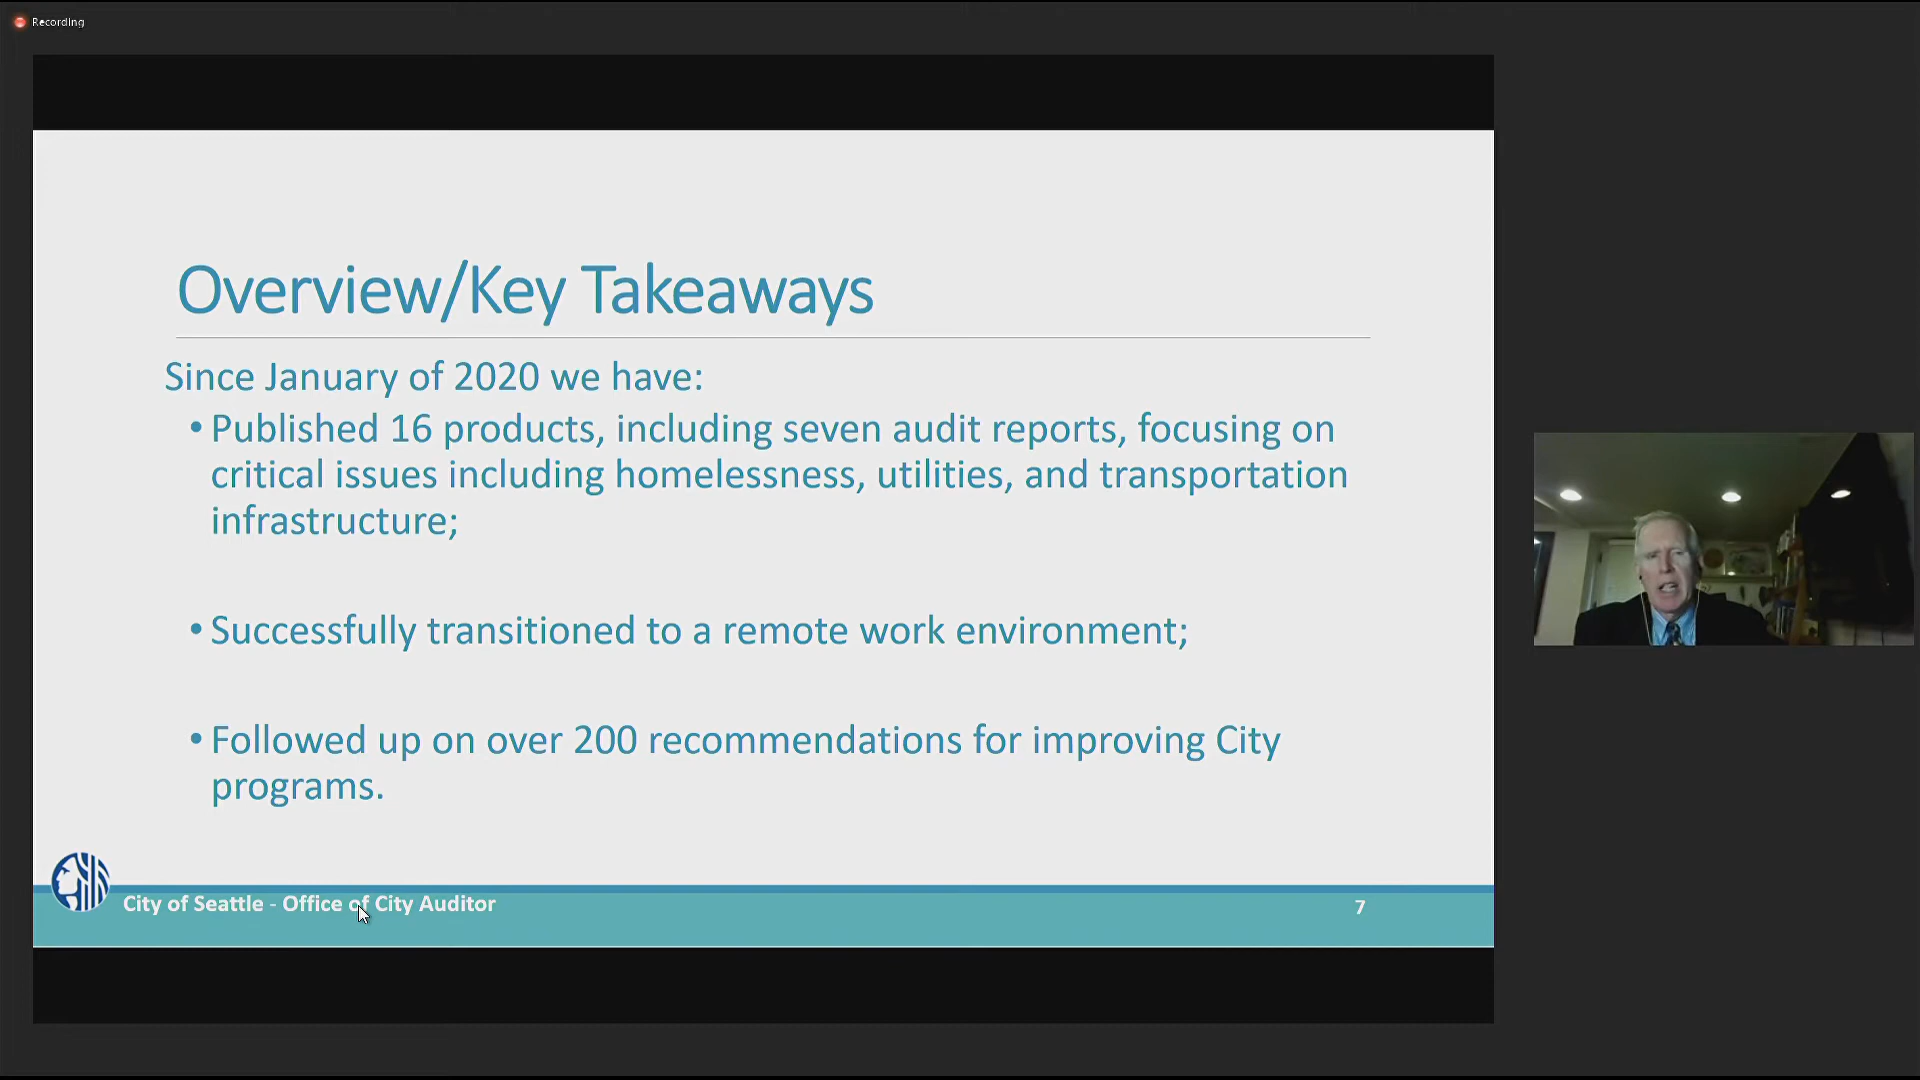 Recording
Overview/Key Takeaways
Since January of 2020 we have:
• Published 16 products, including seven audit reports, focusing on
critical issues including homelessness, utilities, and transportation
infrastructure;
• Successfully transitioned to a remote work environment;
• Followed up on over 200 recommendations for improving City
programs.
City of Seattle - Office of City Auditor
7